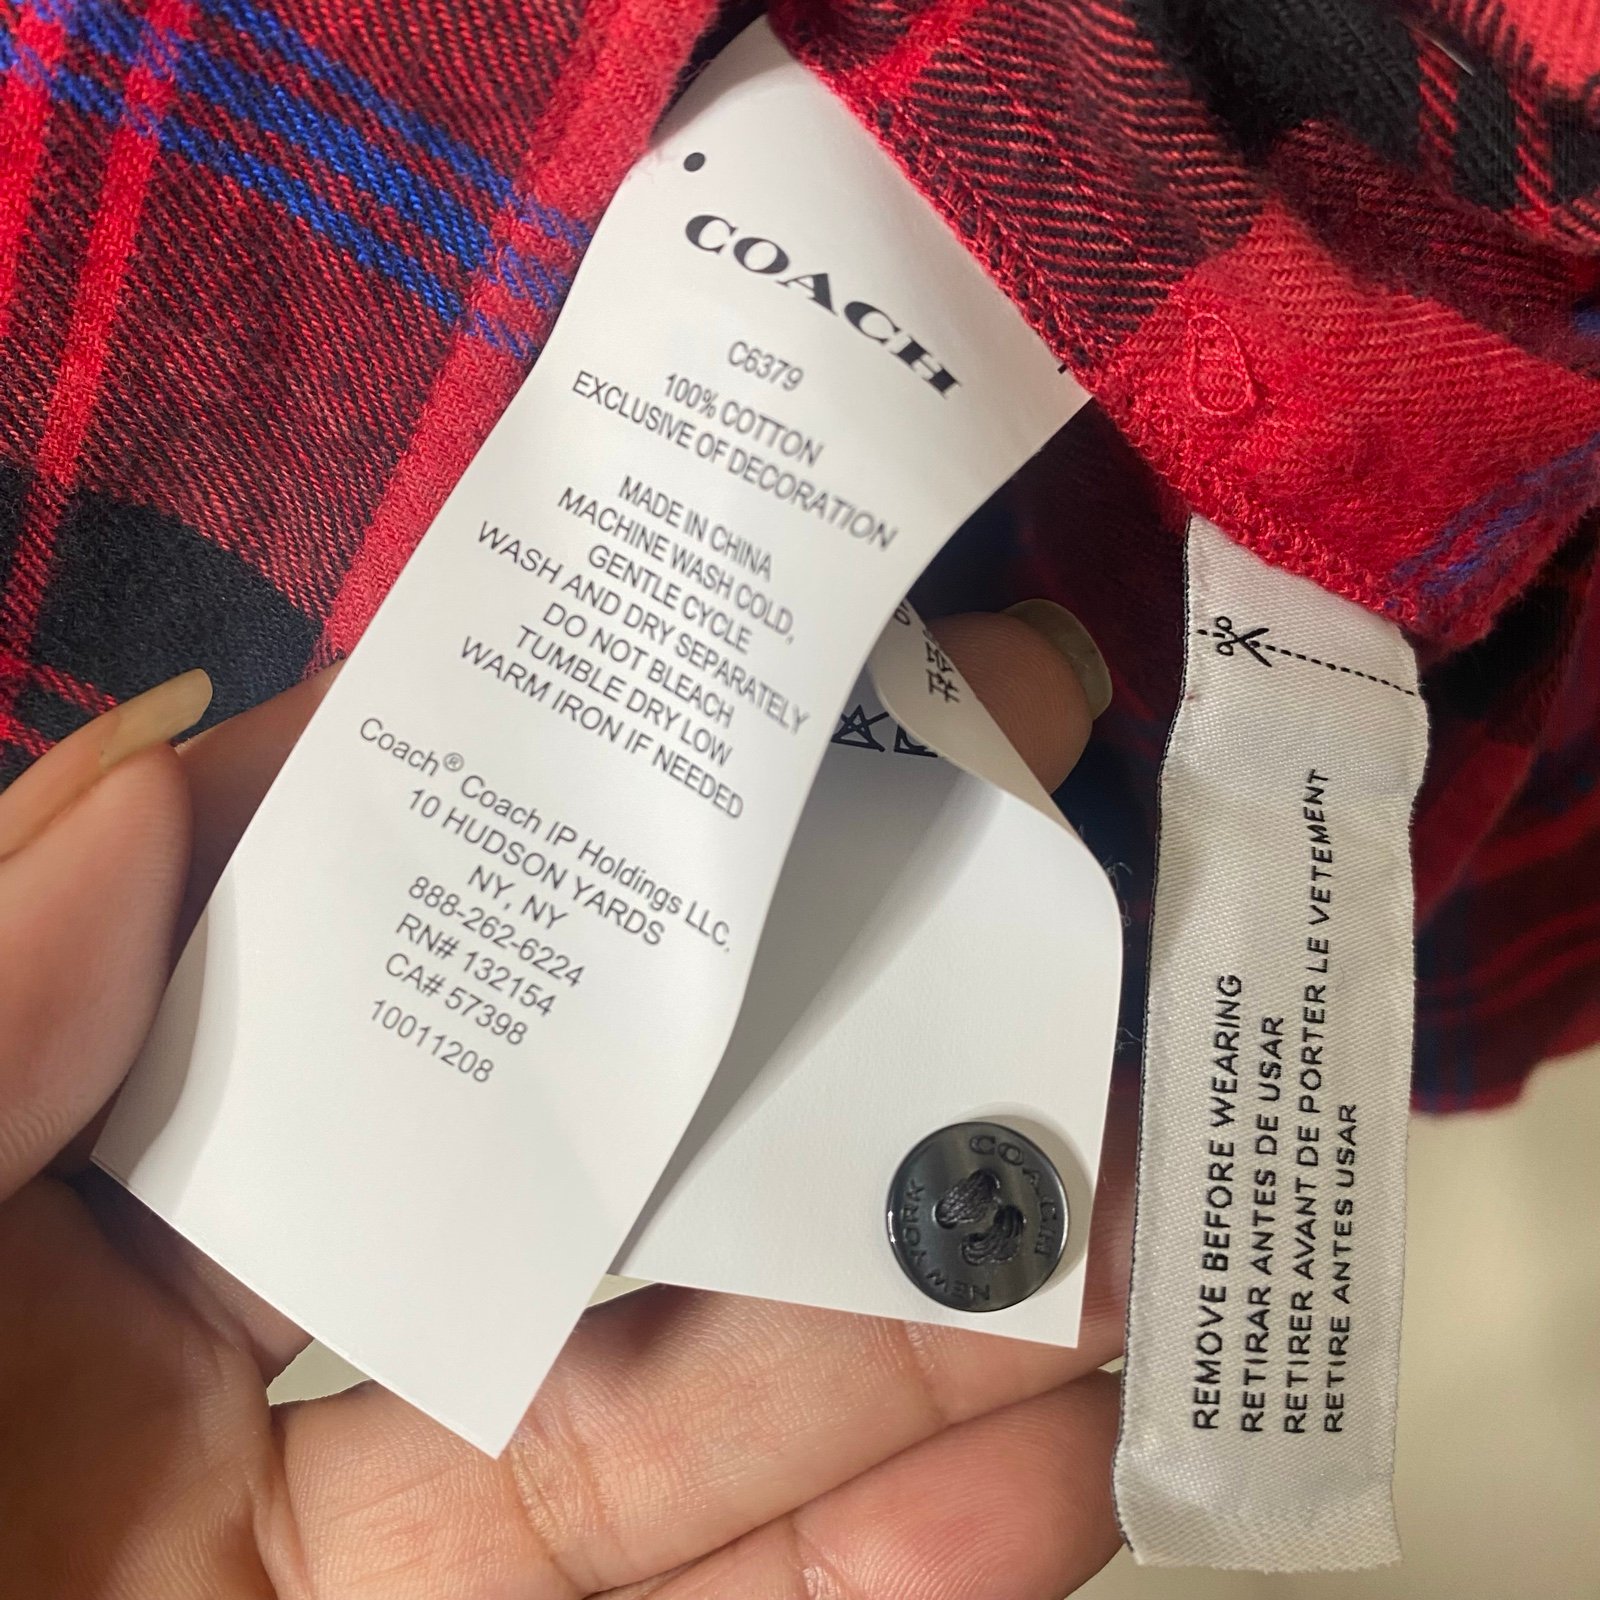 COACH
C6379
100% COTTON
EXCLUSIVE OF DECORATION
MADE IN CHINA
MACHINE WASH COLD,
GENTLE CYCLE
WASH AND DRY SEPARATELY
DO NOT BLEACH
TUMBLE DRY LOW
WARM IRON IF NEEDED
Coach® Coach IP Holdings LLC.
10 HUDSON YARDS
NY, NY
888-262-6224
RN# 132154
CA# 57398
10011208
COACH
NEW YORK
REMOVE BEFORE WEARING
RETIRAR ANTES DE USAR
RETIRER AVANT DE PORTER LE VETEMENT
RETIRE ANTES USAR